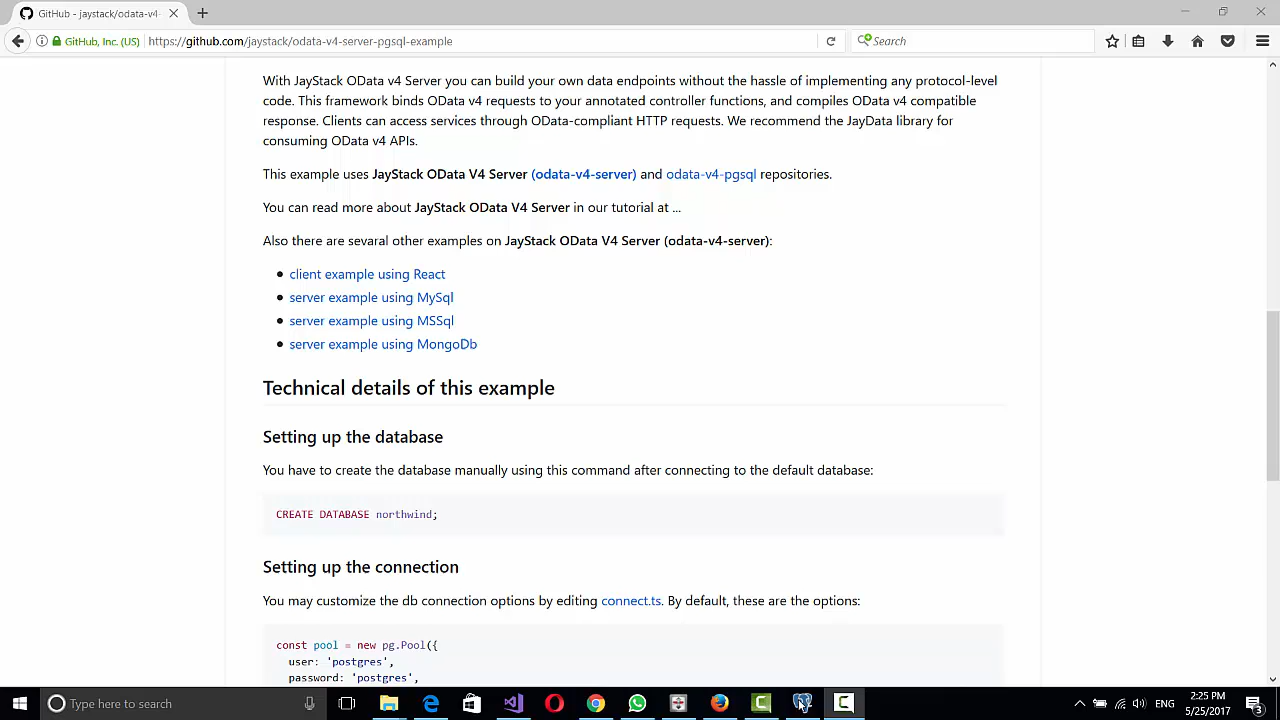 GitHub - jaystack/odata-v4-
GitHub, Inc. (US)
https://github.com/jaystack/odata-v4-server-pgsql-example
Search
With JayStack OData v4 Server you can build your own data endpoints without the hassle of implementing any protocol-level
code. This framework binds OData v4 requests to your annotated controller functions, and compiles OData v4 compatible
response. Clients can access services through OData-compliant HTTP requests. We recommend the JayData library for
consuming OData v4 APIs.
This example uses JayStack OData V4 Server (odata-v4-server) and odata-v4-pgsql repositories.
You can read more about JayStack OData V4 Server in our tutorial at ...
Also there are sevaral other examples on JayStack OData V4 Server (odata-v4-server):
client example using React
server example using MySql
server example using MSSql
server example using MongoDb
Technical details of this example
Setting up the database
You have to create the database manually using this command after connecting to the default database:
CREATE DATABASE northwind;
Setting up the connection
You may customize the db connection options by editing connect.ts. By default, these are the options:
const pool = new pg.Pool({
user: 'postgres',
password: 'postgres',
Type here to search
ENG
2:25 PM
5/25/2017
3